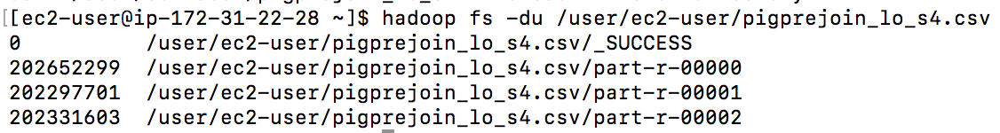 [[ec2-user@ip-172-31-22-28 ~]$ hadoop fs -du /user/ec2-user/pigprejoin_lo_s4.csv
0 /user/ec2-user/pigprejoin_lo_s4.csv/_SUCCESS
202652299 /user/ec2-user/pigprejoin_lo_s4.csv/part-r-00000
202297701 /user/ec2-user/pigprejoin_lo_s4.csv/part-r-00001
202331603 /user/ec2-user/pigprejoin_lo_s4.csv/part-r-00002